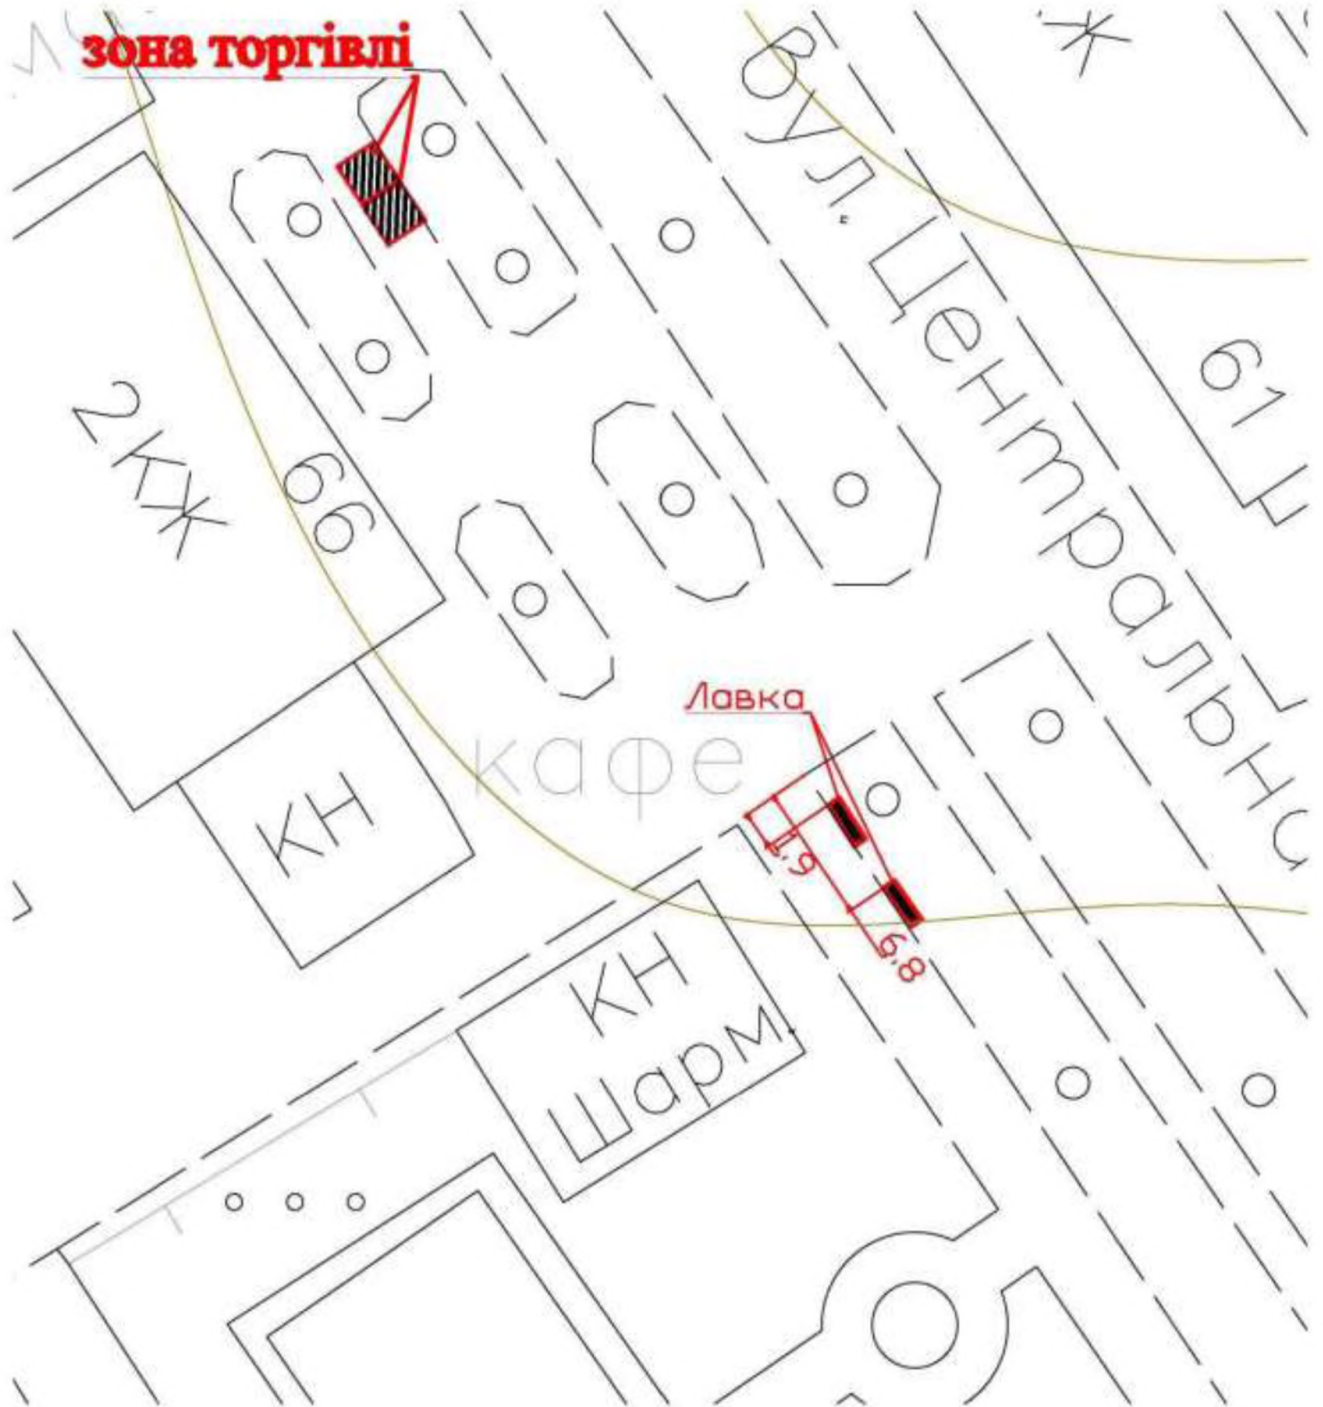 зона торгівлі
ж
вул. Центральна
61
2КЖ
66
Лавка
кафе
КН
1,9
6,8
КН
Шарм